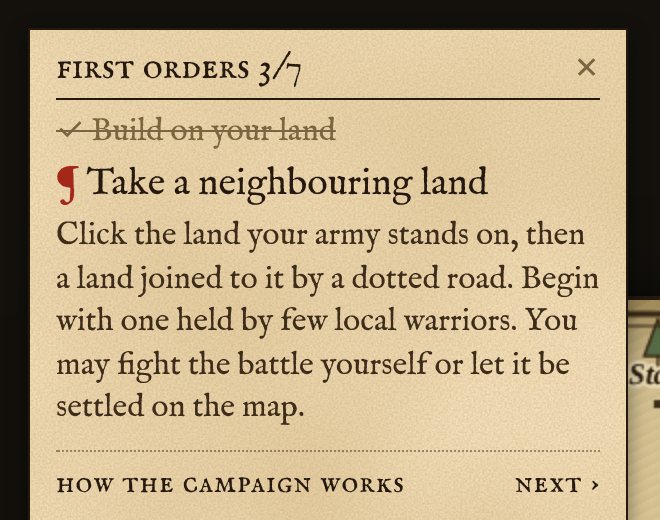 FIRST ORDERS 3/7 ×
✓ Build on your land
¶ Take a neighbouring land
Click the land your army stands on, then
a land joined to it by a dotted road. Begin
with one held by few local warriors. You
may fight the battle yourself or let it be
settled on the map.
HOW THE CAMPAIGN WORKS NEXT ›